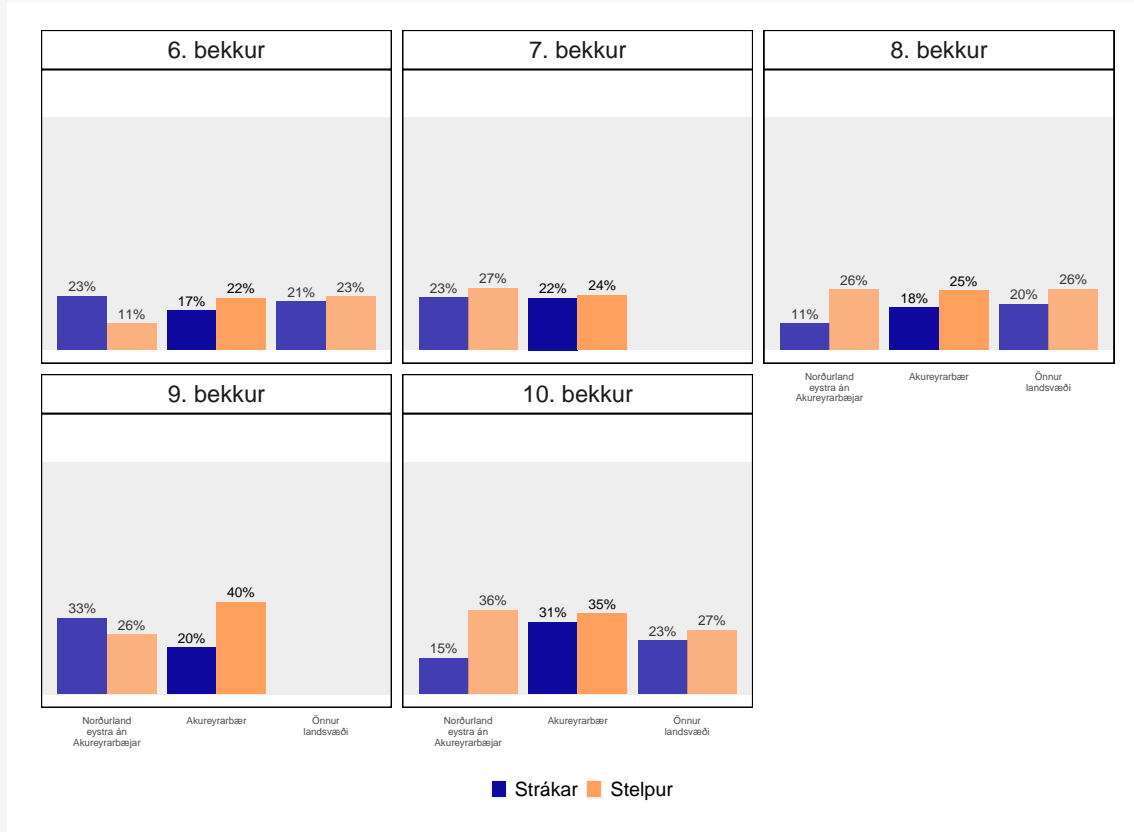 6. bekkur
7. bekkur
8. bekkur
23%
11%
17%
22%
21%
23%
23%
27%
22%
24%
11%
26%
18%
25%
20%
26%
Norðurland
eystra án
Akureyrarbæjar
Akureyrarbær
Önnur
landsvæði
9. bekkur
10. bekkur
33%
26%
20%
40%
15%
36%
31%
35%
23%
27%
Norðurland
eystra án
Akureyrarbæjar
Akureyrarbær
Önnur
landsvæði
Norðurland
eystra án
Akureyrarbæjar
Akureyrarbær
Önnur
landsvæði
Strákar
Stelpur